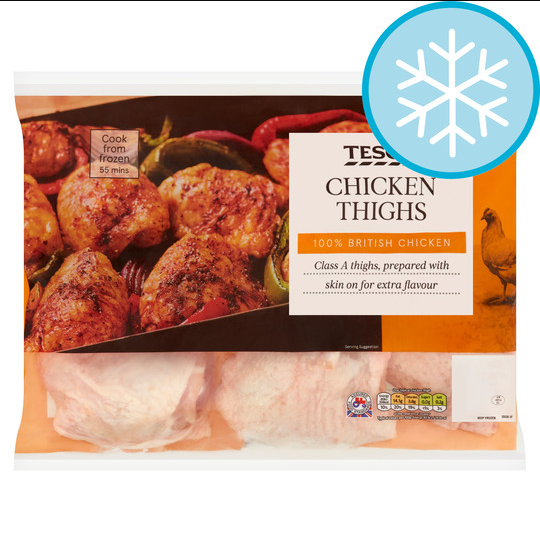 Cook
from
frozen
55 mins
TESCO
CHICKEN
THIGHS
100% BRITISH CHICKEN
Class A thighs, prepared with
skin on for extra flavour
Serving Suggestion